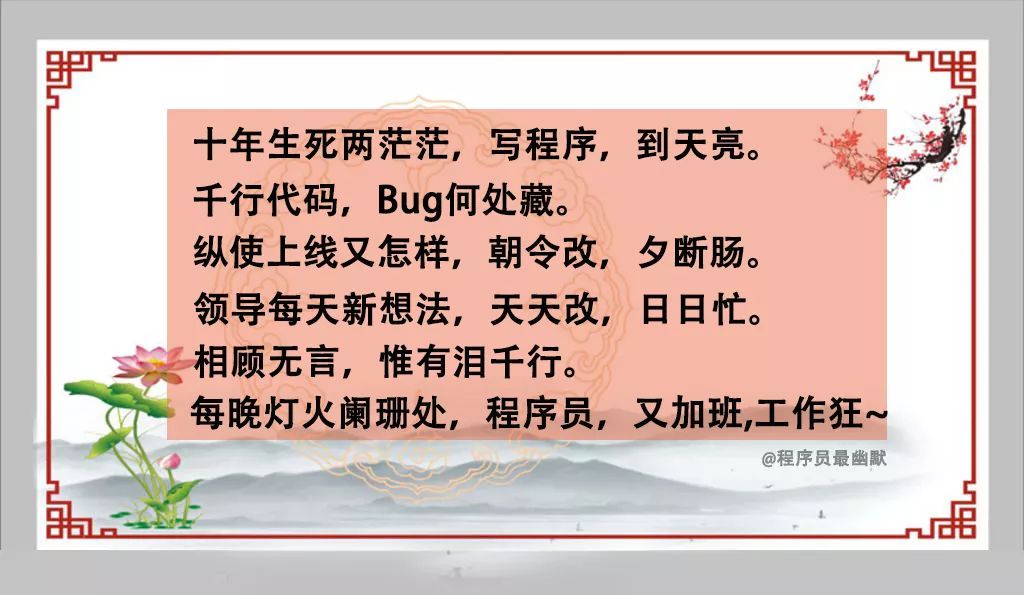 十年生死两茫茫，写程序，到天亮。
千行代码，Bug何处藏。
纵使上线又怎样，朝令改，夕断肠。
领导每天新想法，天天改，日日忙。
相顾无言，惟有泪千行。
每晚灯火阑珊处，程序员，又加班,工作狂~
@程序员最幽默